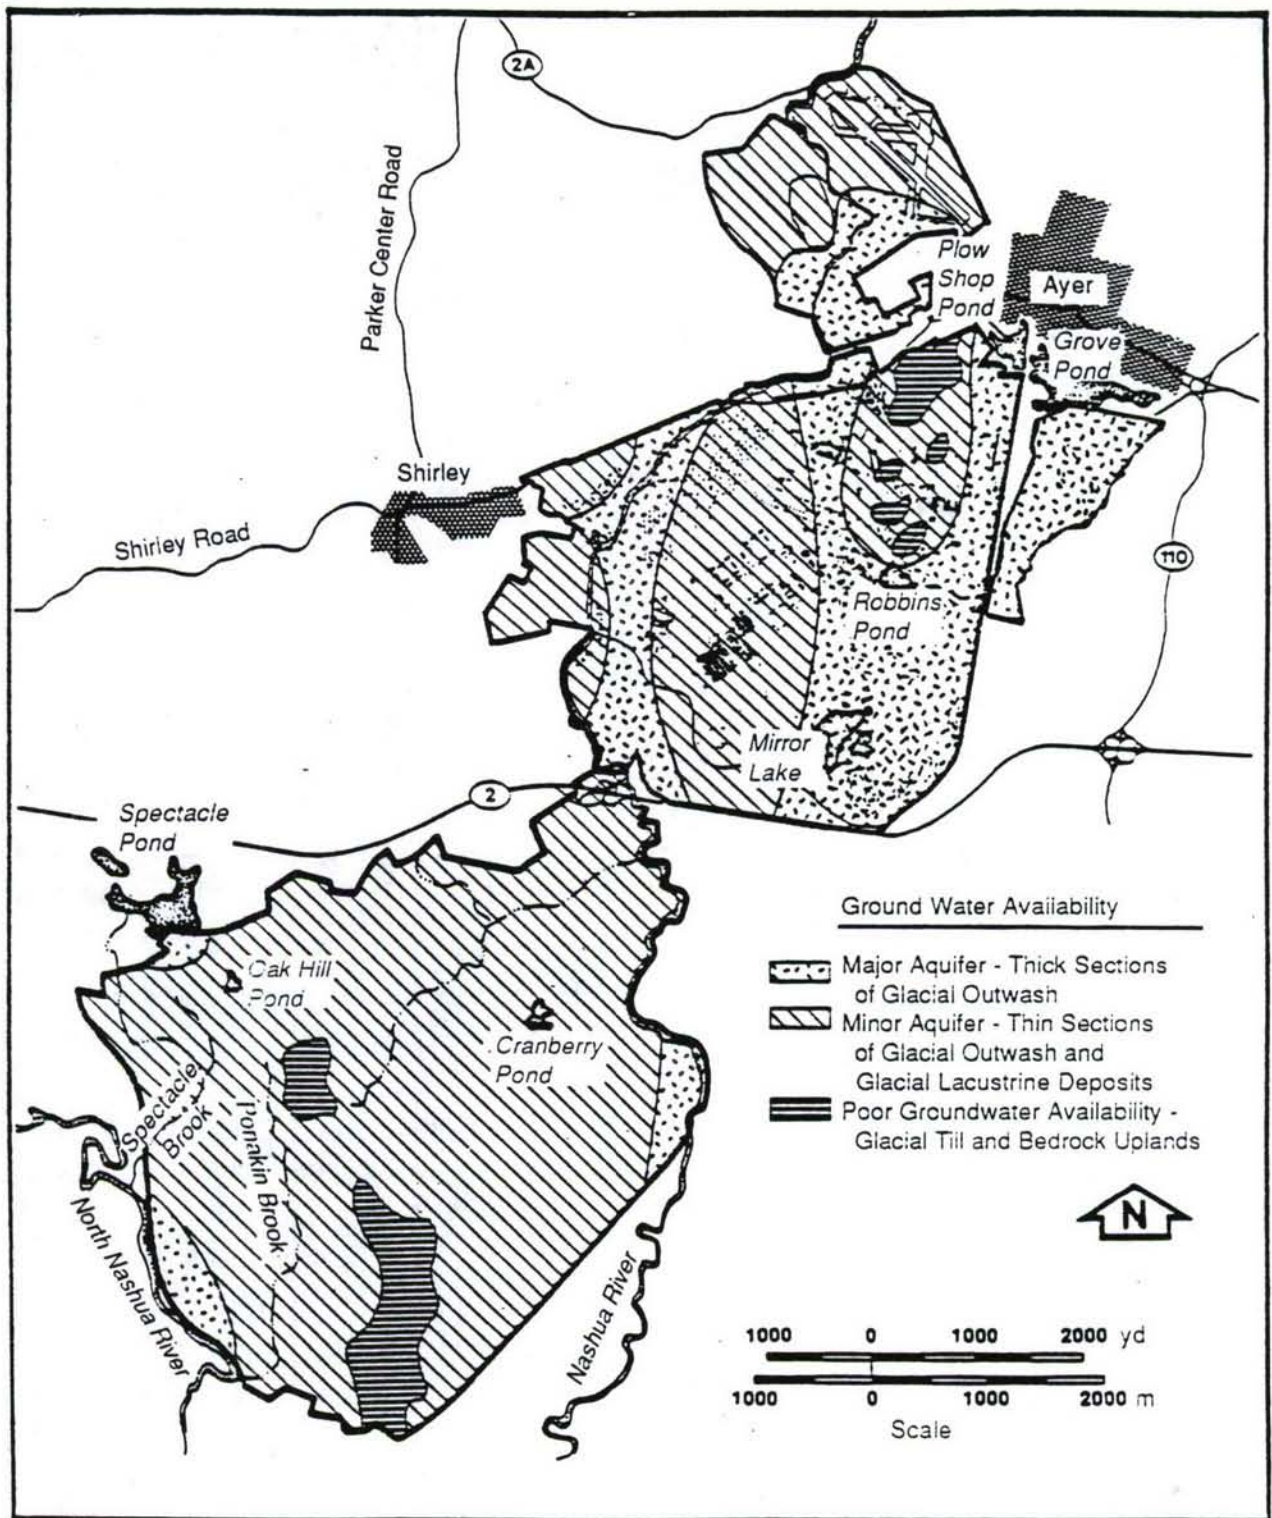 2A
Parker Center Road
Plow
Shop
Pond
Ayer
Grove
Pond
Shirley
Shirley Road
110
Robbins
Pond
Mirror
Lake
2
Spectacle
Pond
Oak Hill
Pond
Cranberry
Pond
Spectacle
Brook
Ponakin Brook
North Nashua River
Nashua River
Ground Water Availability
Major Aquifer - Thick Sections
of Glacial Outwash
Minor Aquifer - Thin Sections
of Glacial Outwash and
Glacial Lacustrine Deposits
Poor Groundwater Availability -
Glacial Till and Bedrock Uplands
N
1000 0 1000 2000 yd
1000 0 1000 2000 m
Scale